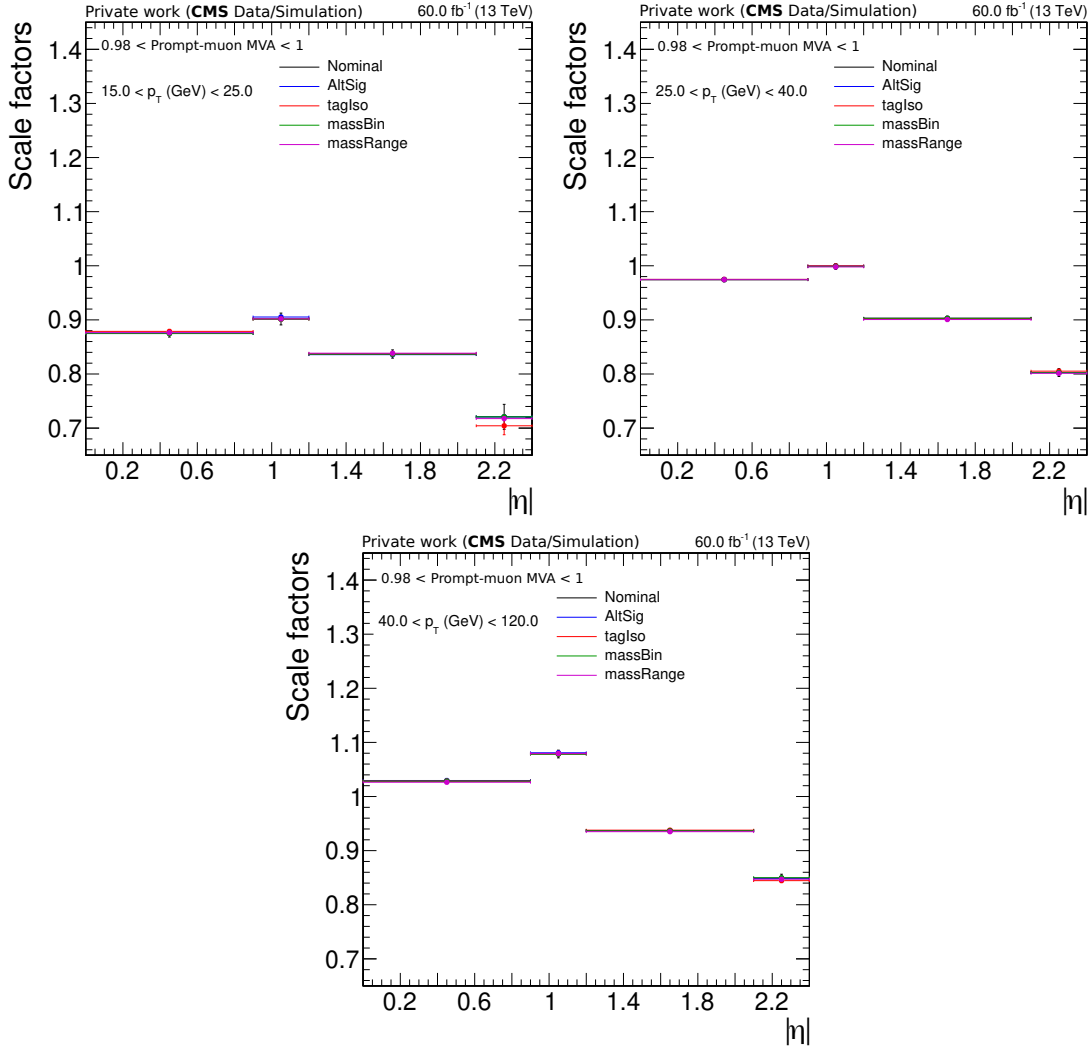 Private work (CMS Data/Simulation) 60.0 fb⁻¹ (13 TeV)
0.98 < Prompt-muon MVA < 1
15.0 < p_T (GeV) < 25.0
Nominal
AltSig
tagIso
massBin
massRange
Scale factors
1.4
1.3
1.2
1.1
1
0.9
0.8
0.7
0.2 0.6 1 1.4 1.8 2.2
|η|
Private work (CMS Data/Simulation) 60.0 fb⁻¹ (13 TeV)
0.98 < Prompt-muon MVA < 1
25.0 < p_T (GeV) < 40.0
Nominal
AltSig
tagIso
massBin
massRange
Scale factors
1.4
1.3
1.2
1.1
1
0.9
0.8
0.7
0.2 0.6 1 1.4 1.8 2.2
|η|
Private work (CMS Data/Simulation) 60.0 fb⁻¹ (13 TeV)
0.98 < Prompt-muon MVA < 1
40.0 < p_T (GeV) < 120.0
Nominal
AltSig
tagIso
massBin
massRange
Scale factors
1.4
1.3
1.2
1.1
1
0.9
0.8
0.7
0.2 0.6 1 1.4 1.8 2.2
|η|